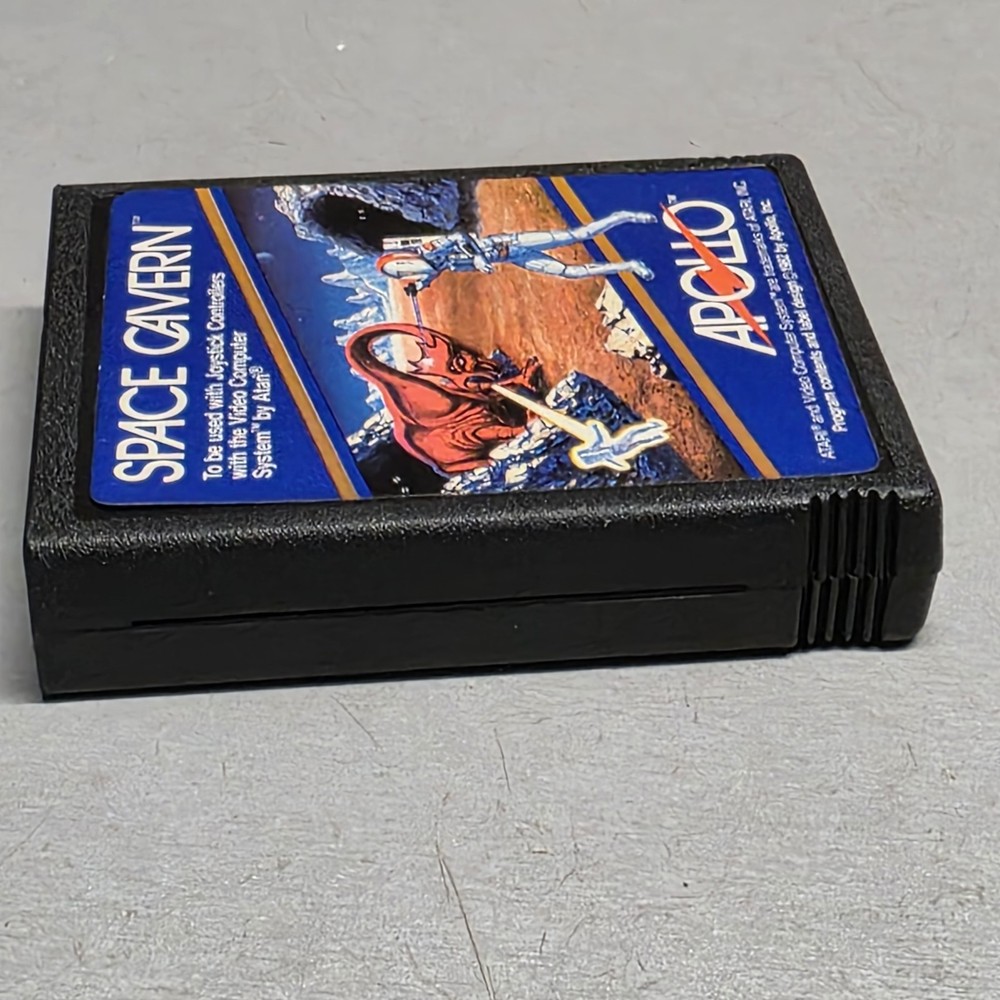 SPACE CAVERN™
To be used with Joystick Controllers
with the Video Computer
System™ by Atari®
APOLLO™
ATARI® and Video Computer System™ are trademarks of ATARI, INC.
Program contents and label design © 1982 by Apollo, Inc.